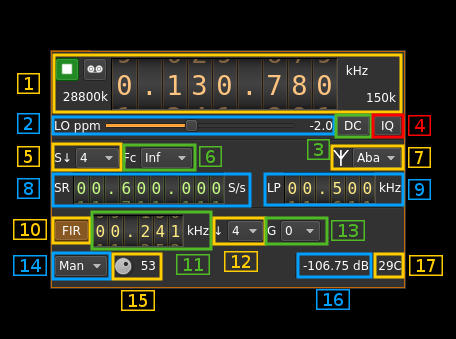 1 0.130.780 kHz
28800k 150k
2 LO ppm -2.0 DC IQ 4
3
5 S↓ 4 Fc Inf 6 Aba 7
8 SR 00.600.000 S/s LP 00.500 kHz 9
10 FIR 00.241 kHz ↓ 4 G 0 13
12
14 Man 53 11 -106.75 dB 29C 17
15 16